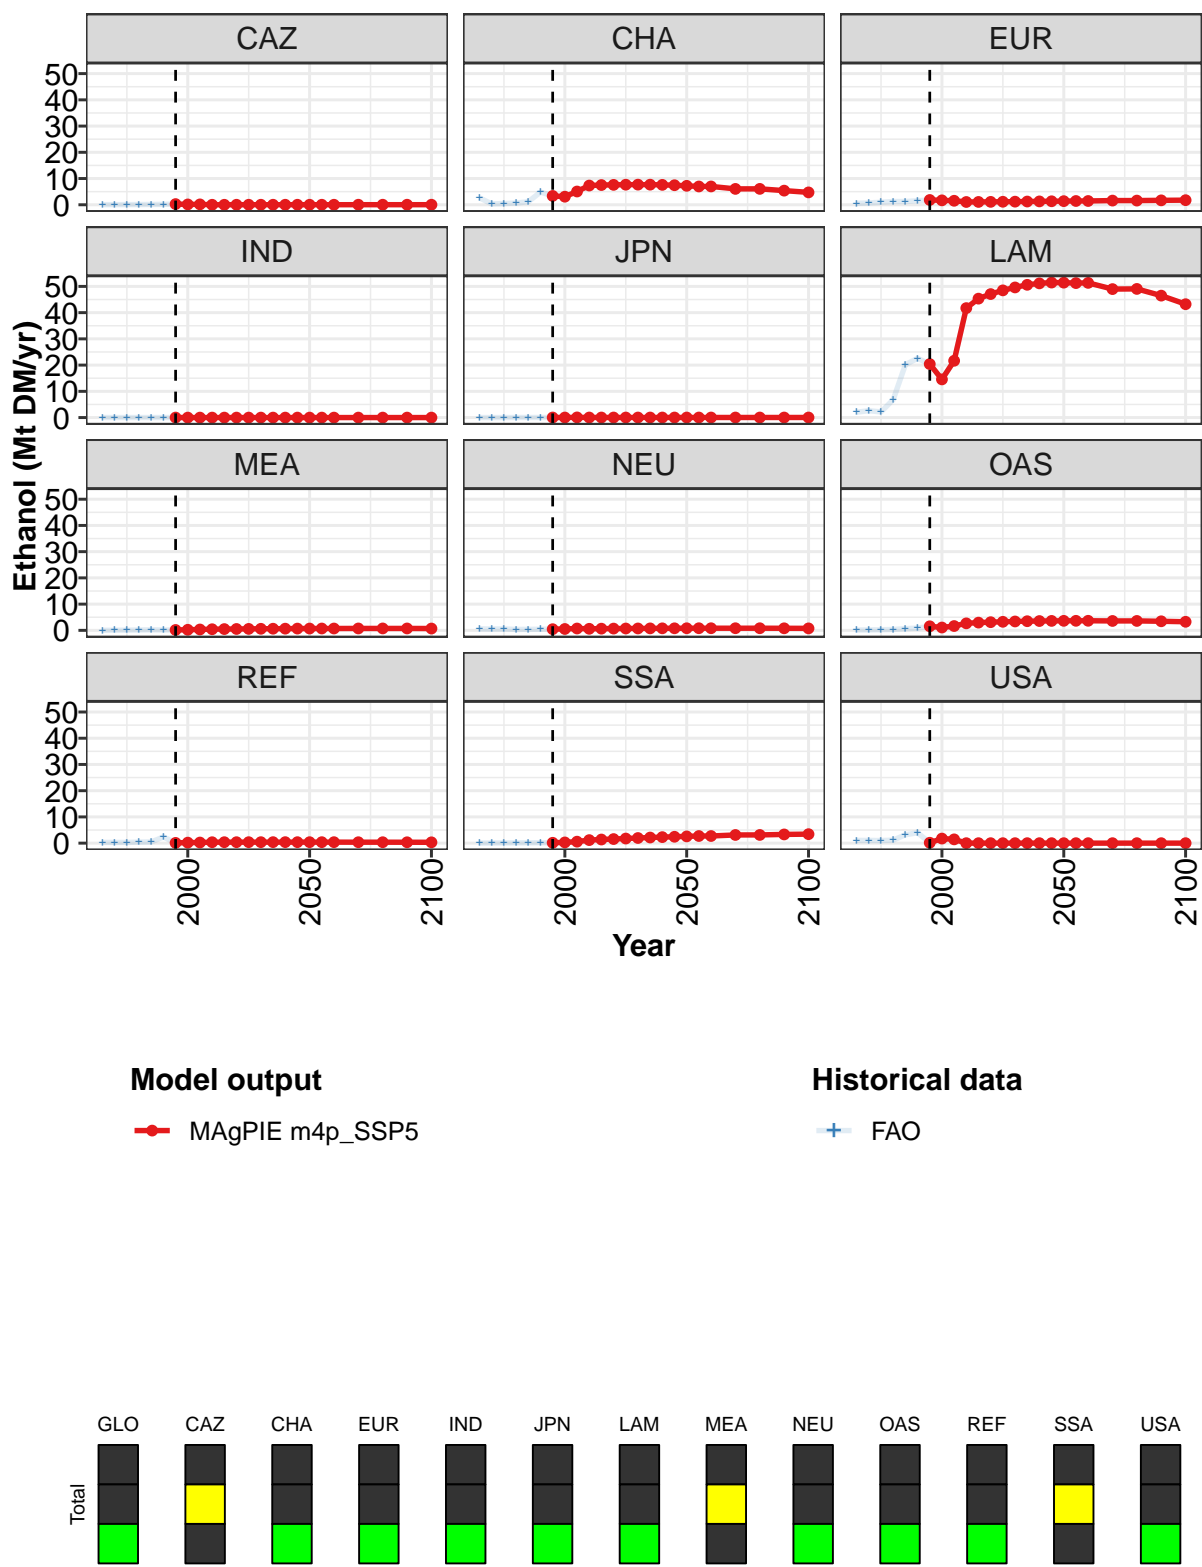 CAZ CHA EUR
50
40
30
20
10
0
IND JPN LAM
50
40
30
20
10
0
MEA NEU OAS
50
40
30
20
10
0
REF SSA USA
50
40
30
20
10
0
Ethanol (Mt DM/yr)
2000 2050 2100 2000 2050 2100 2000 2050 2100
Year
Model output Historical data
MAgPIE m4p_SSP5 FAO
GLO CAZ CHA EUR IND JPN LAM MEA NEU OAS REF SSA USA
Total